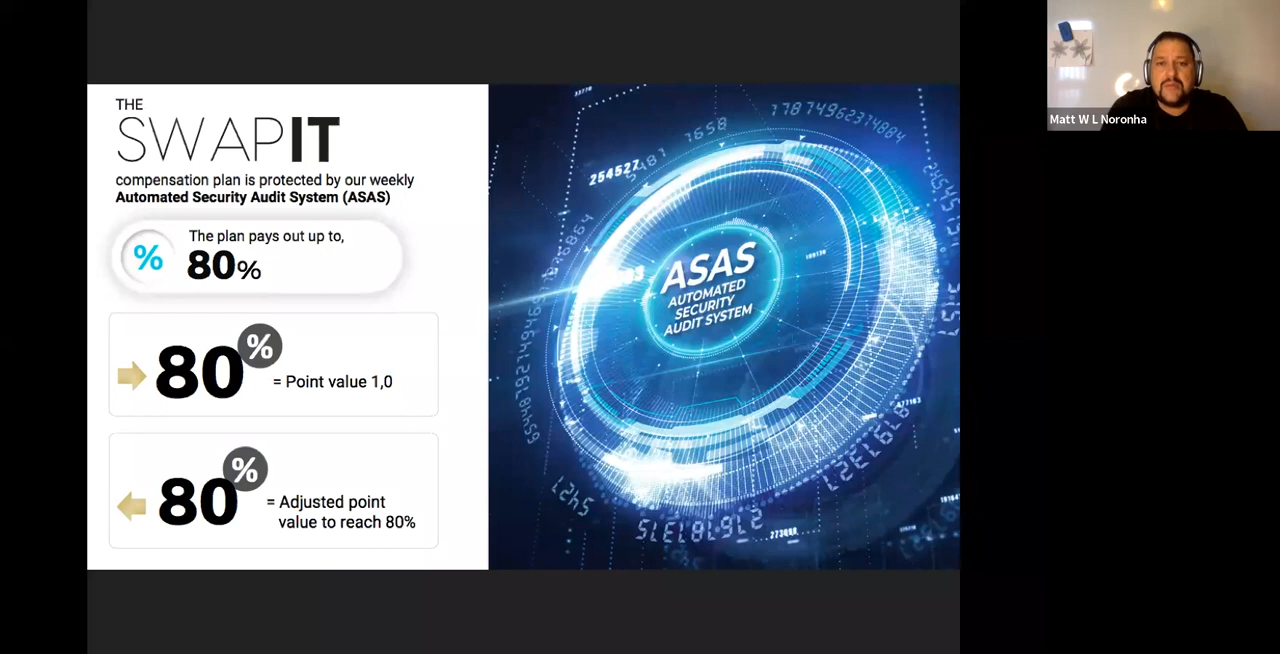 THE
SWAPIT
compensation plan is protected by our weekly
Automated Security Audit System (ASAS)
%
The plan pays out up to,
80%
80%
= Point value 1,0
80%
= Adjusted point
value to reach 80%
254527
1658
ASAS
AUTOMATED
SECURITY
AUDIT SYSTEM
Matt W L Noronha